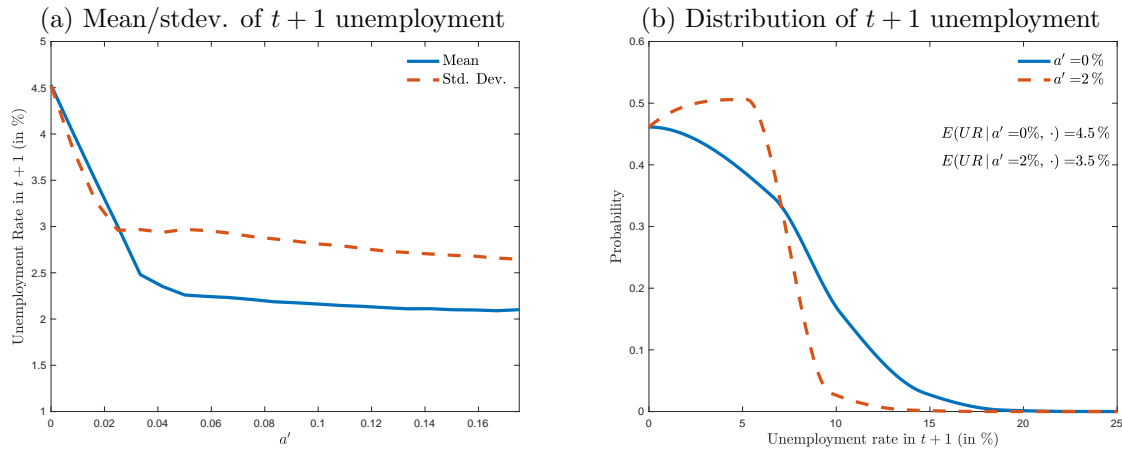 (a) Mean/stdev. of t + 1 unemployment
5
4.5
4
3.5
3
2.5
2
1.5
1
Unemployment Rate in t + 1 (in %)
Mean
Std. Dev.
0
0.02
0.04
0.06
0.08
0.1
0.12
0.14
0.16
a′
(b) Distribution of t + 1 unemployment
0.6
0.5
0.4
0.3
0.2
0.1
0
Probability
a′ =0 %
a′ =2 %
E(UR | a′ =0%, ·) =4.5 %
E(UR | a′ =2%, ·) =3.5 %
0
5
10
15
20
25
Unemployment rate in t + 1 (in %)